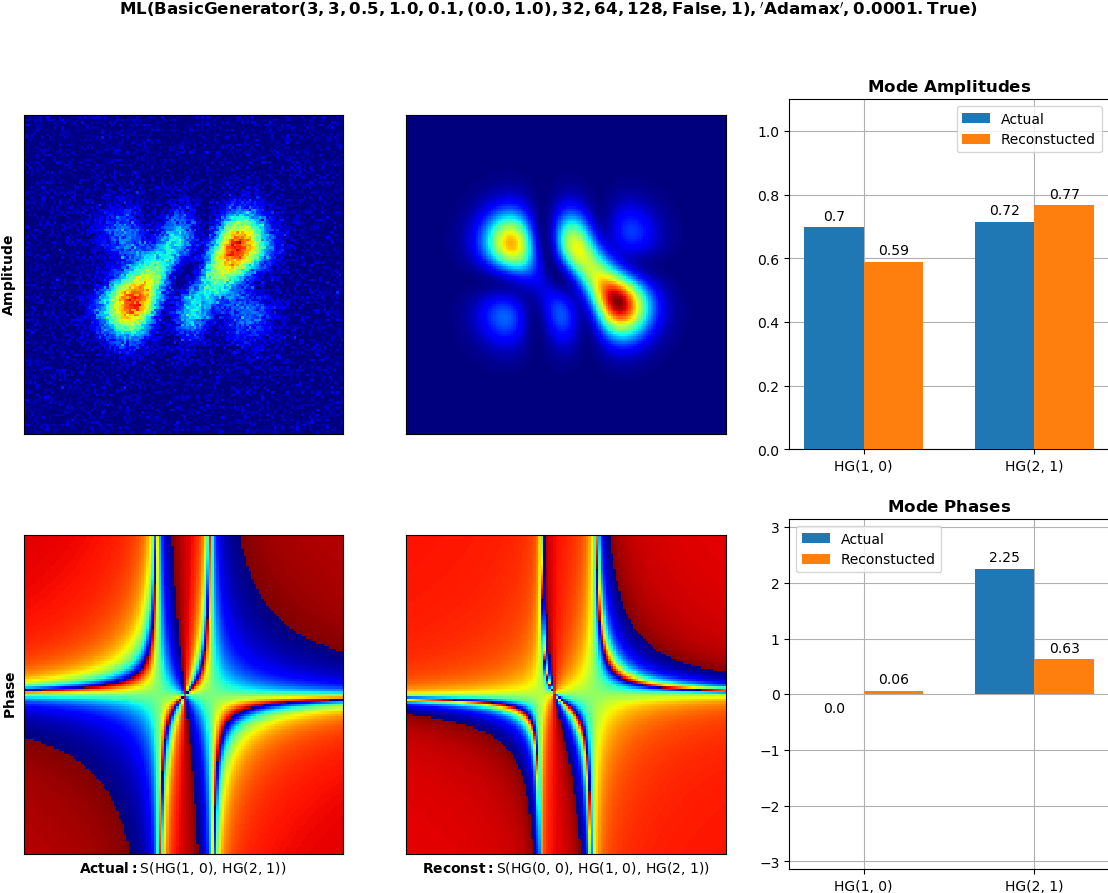 ML(BasicGenerator(3, 3, 0.5, 1.0, 0.1, (0.0, 1.0), 32, 64, 128, False, 1), 'Adamax', 0.0001. True)
Mode Amplitudes
Actual
Reconstucted
1.0
0.8
0.6
0.4
0.2
0.0
0.7
0.59
0.72
0.77
HG(1, 0)
HG(2, 1)
Amplitude
Mode Phases
Actual
Reconstucted
3
2
1
0
−1
−2
−3
0.0
0.06
2.25
0.63
HG(1, 0)
HG(2, 1)
Phase
Actual: S(HG(1, 0), HG(2, 1))
Reconst: S(HG(0, 0), HG(1, 0), HG(2, 1))